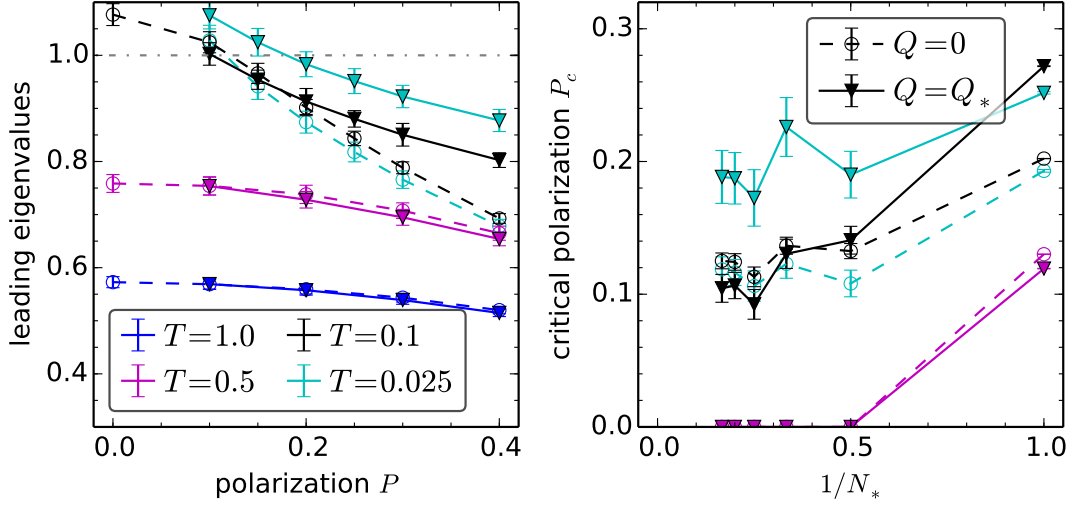 leading eigenvalues
1.0
0.8
0.6
0.4
T=1.0
T=0.1
T=0.5
T=0.025
0.0
0.2
0.4
polarization P
critical polarization P_c
0.3
0.2
0.1
0.0
Q=0
Q=Q_*
0.0
0.5
1.0
1/N_*